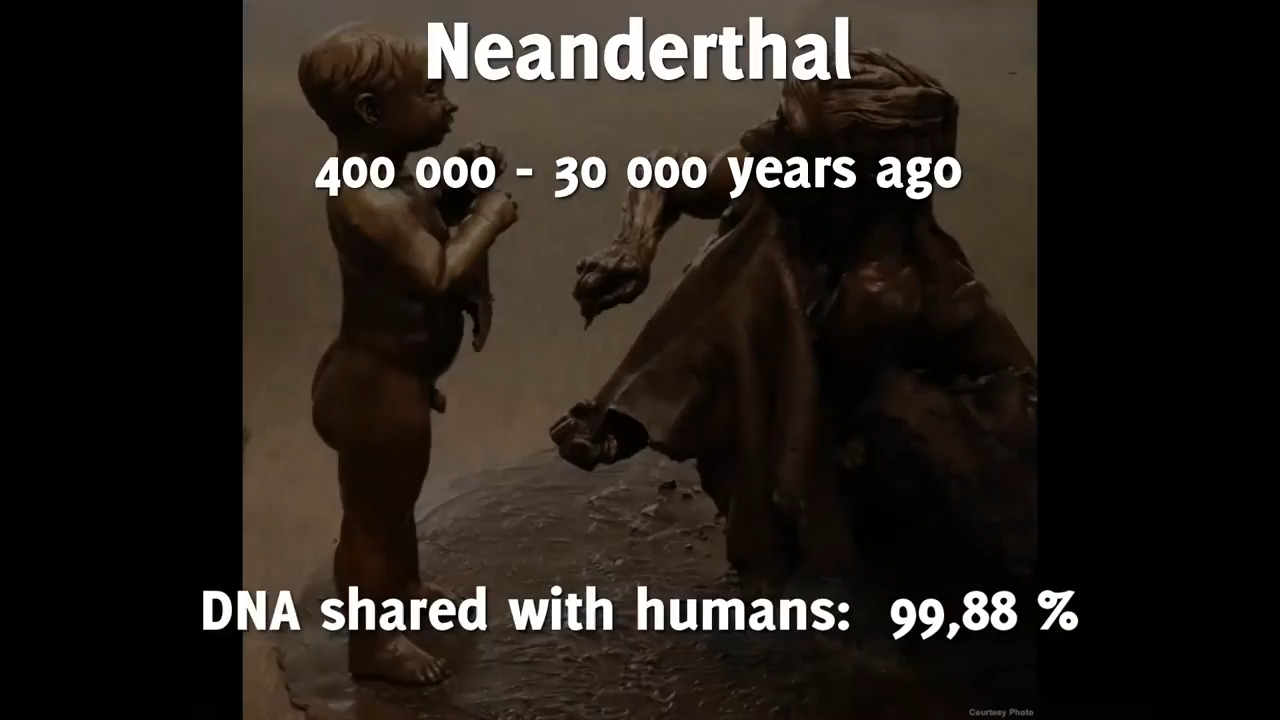 Neanderthal
400 000 - 30 000 years ago
DNA shared with humans: 99,88 %
Courtesy Photo